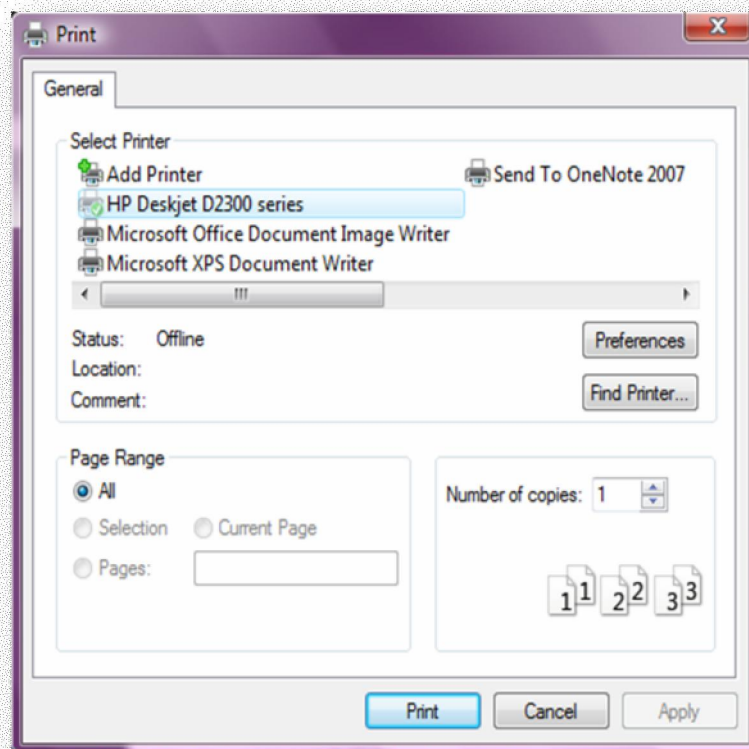 Print
X
General
Select Printer
Add Printer
Send To OneNote 2007
HP Deskjet D2300 series
Microsoft Office Document Image Writer
Microsoft XPS Document Writer
Status: Offline
Preferences
Location:
Comment:
Find Printer...
Page Range
All
Number of copies: 1
Selection Current Page
Pages:
1 1 2 2 3 3
Print Cancel Apply